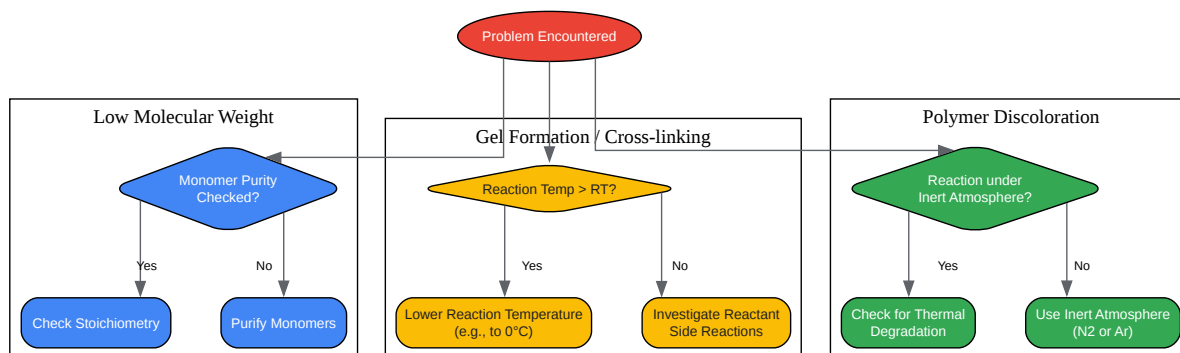 Problem Encountered
Low Molecular Weight
Gel Formation / Cross-linking
Polymer Discoloration
Monomer Purity
Checked?
Reaction Temp > RT?
Reaction under
Inert Atmosphere?
Yes
No
Yes
No
Yes
No
Check Stoichiometry
Purify Monomers
Lower Reaction Temperature
(e.g., to 0°C)
Investigate Reactant
Side Reactions
Check for Thermal
Degradation
Use Inert Atmosphere
(N2 or Ar)